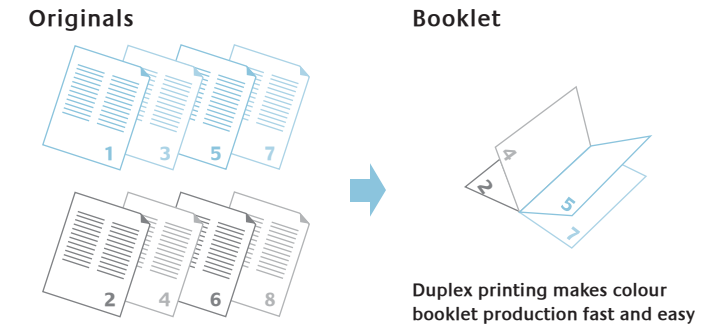 Originals
Booklet
1 3 5 7
2 4 6 8
4
2
5
7
Duplex printing makes colour
booklet production fast and easy